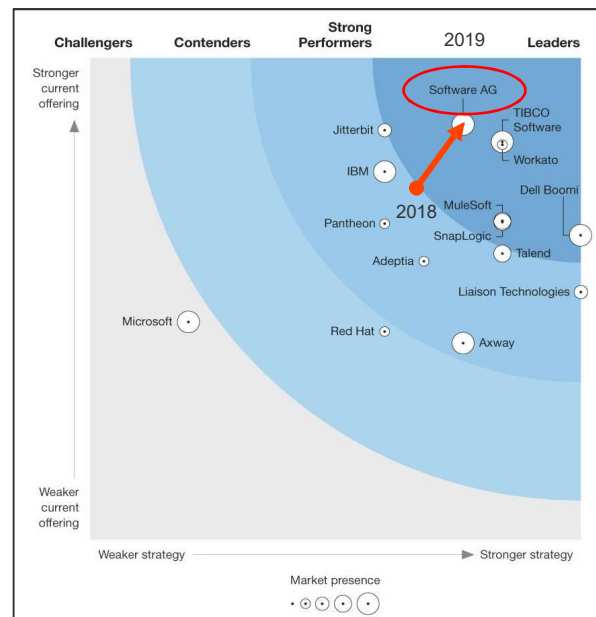 2019
Challengers
Contenders
Strong
Performers
Leaders
Stronger
current
offering
Software AG
TIBCO
Software
Jitterbit
Workato
IBM
Dell Boomi
MuleSoft
2018
Pantheon
SnapLogic
Talend
Adeptia
Liaison Technologies
Microsoft
Red Hat
Axway
Weaker
current
offering
Weaker strategy
Stronger strategy
Market presence